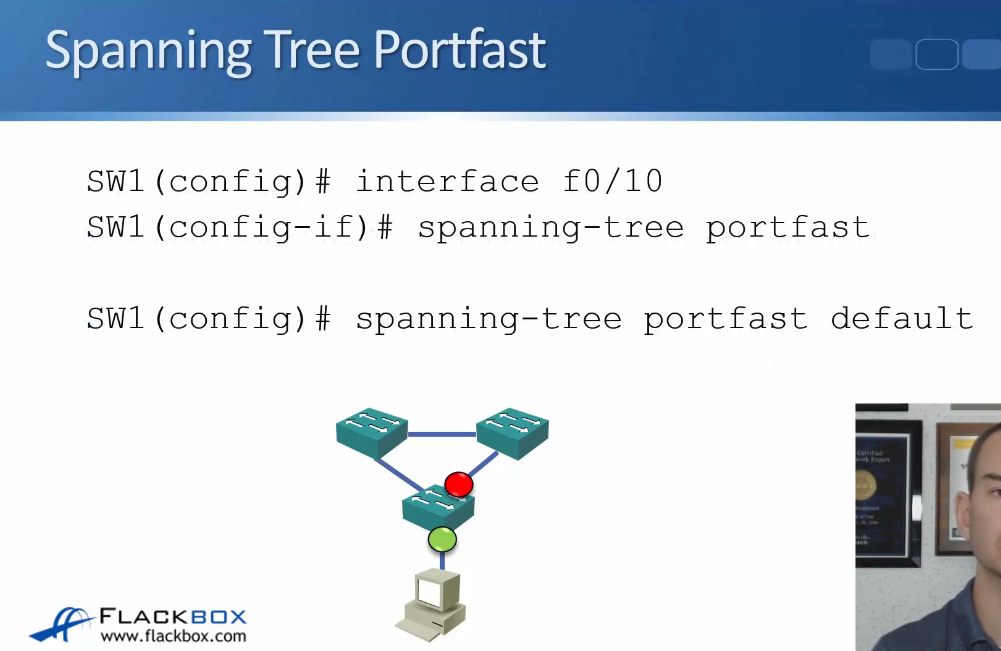 Spanning Tree Portfast
SW1(config)# interface f0/10
SW1(config-if)# spanning-tree portfast
SW1(config)# spanning-tree portfast default
FLACKBOX
www.flackbox.com